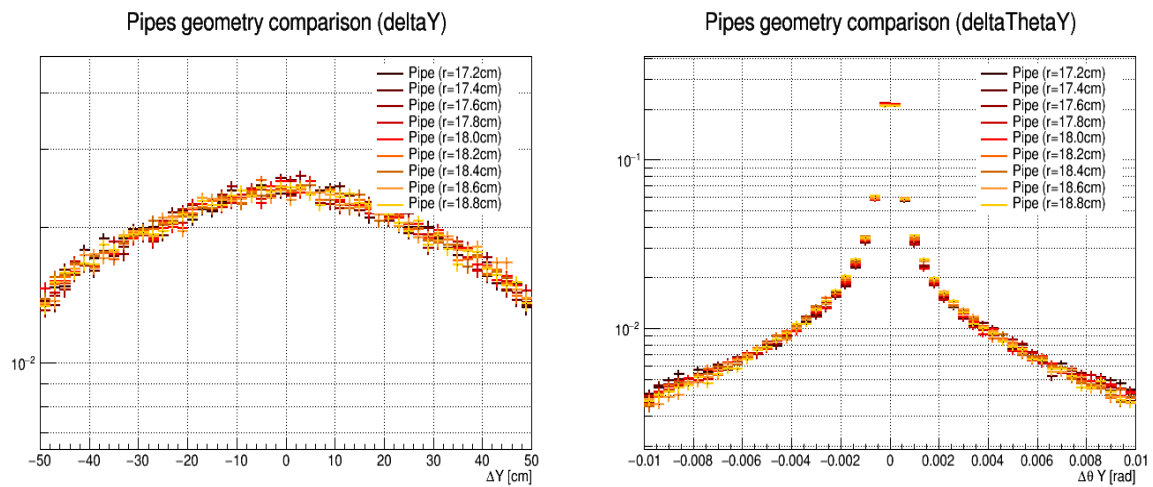 Pipes geometry comparison (deltaY)
Pipe (r=17.2cm)
Pipe (r=17.4cm)
Pipe (r=17.6cm)
Pipe (r=17.8cm)
Pipe (r=18.0cm)
Pipe (r=18.2cm)
Pipe (r=18.4cm)
Pipe (r=18.6cm)
Pipe (r=18.8cm)
10⁻²
−50 −40 −30 −20 −10 0 10 20 30 40 50
ΔY [cm]
Pipes geometry comparison (deltaThetaY)
Pipe (r=17.2cm)
Pipe (r=17.4cm)
Pipe (r=17.6cm)
Pipe (r=17.8cm)
Pipe (r=18.0cm)
Pipe (r=18.2cm)
Pipe (r=18.4cm)
Pipe (r=18.6cm)
Pipe (r=18.8cm)
10⁻¹
10⁻²
−0.01 −0.008 −0.006 −0.004 −0.002 0 0.002 0.004 0.006 0.008 0.01
Δθ Y [rad]